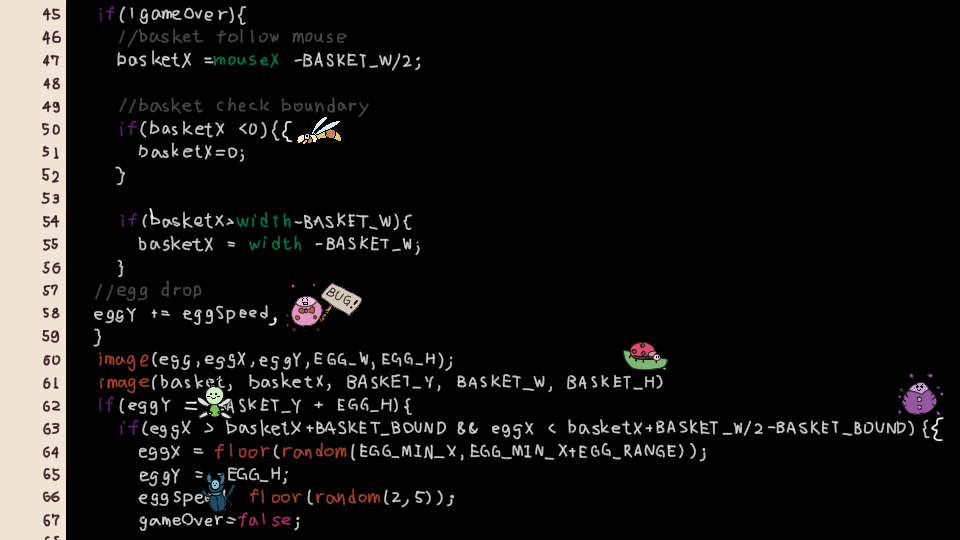 45 if(!gameOver){
46 //basket follow mouse
47 basketX =mouseX -BASKET_W/2;
48
49 //basket check boundary
50 if(basketX <0){{
51 basketX=0;
52 }
53
54 if(basketX>width-BASKET_W){
55 basketX = width -BASKET_W;
56 }
57 //egg drop
58 eggY += eggSpeed, BUG!
59 }
60 image(egg,eggX,eggY,EGG_W,EGG_H);
61 image(basket, basketX, BASKET_Y, BASKET_W, BASKET_H)
62 if(eggY = ASKET_Y + EGG_H){
63 if(eggX > basketX+BASKET_BOUND && eggX < basketX+BASKET_W/2-BASKET_BOUND){{
64 eggX = floor(random(EGG_MIN_X,EGG_MIN_X+EGG_RANGE));
65 eggY = EGG_H;
66 eggSpe floor(random(2,5));
67 gameOver=false;